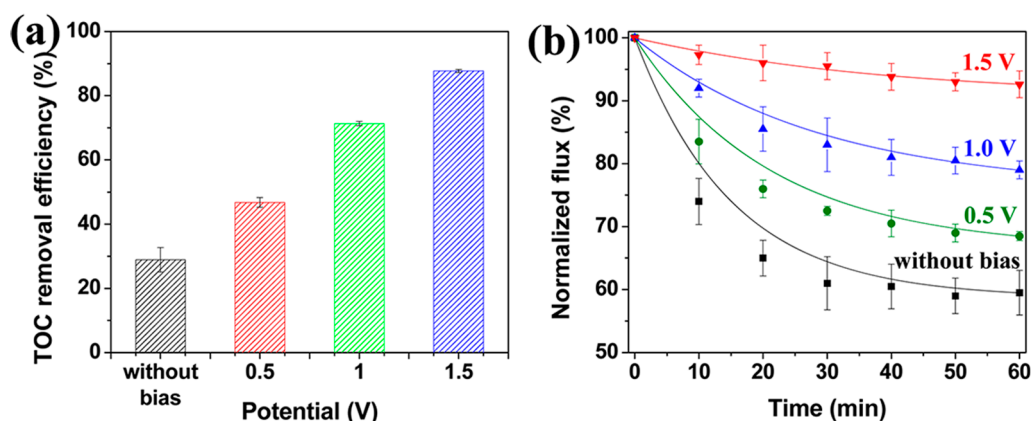 (a)
TOC removal efficiency (%)
100
80
60
40
20
0
without
bias
0.5
1
1.5
Potential (V)
(b)
Normalized flux (%)
100
90
80
70
60
50
1.5 V
1.0 V
0.5 V
without bias
0
10
20
30
40
50
60
Time (min)